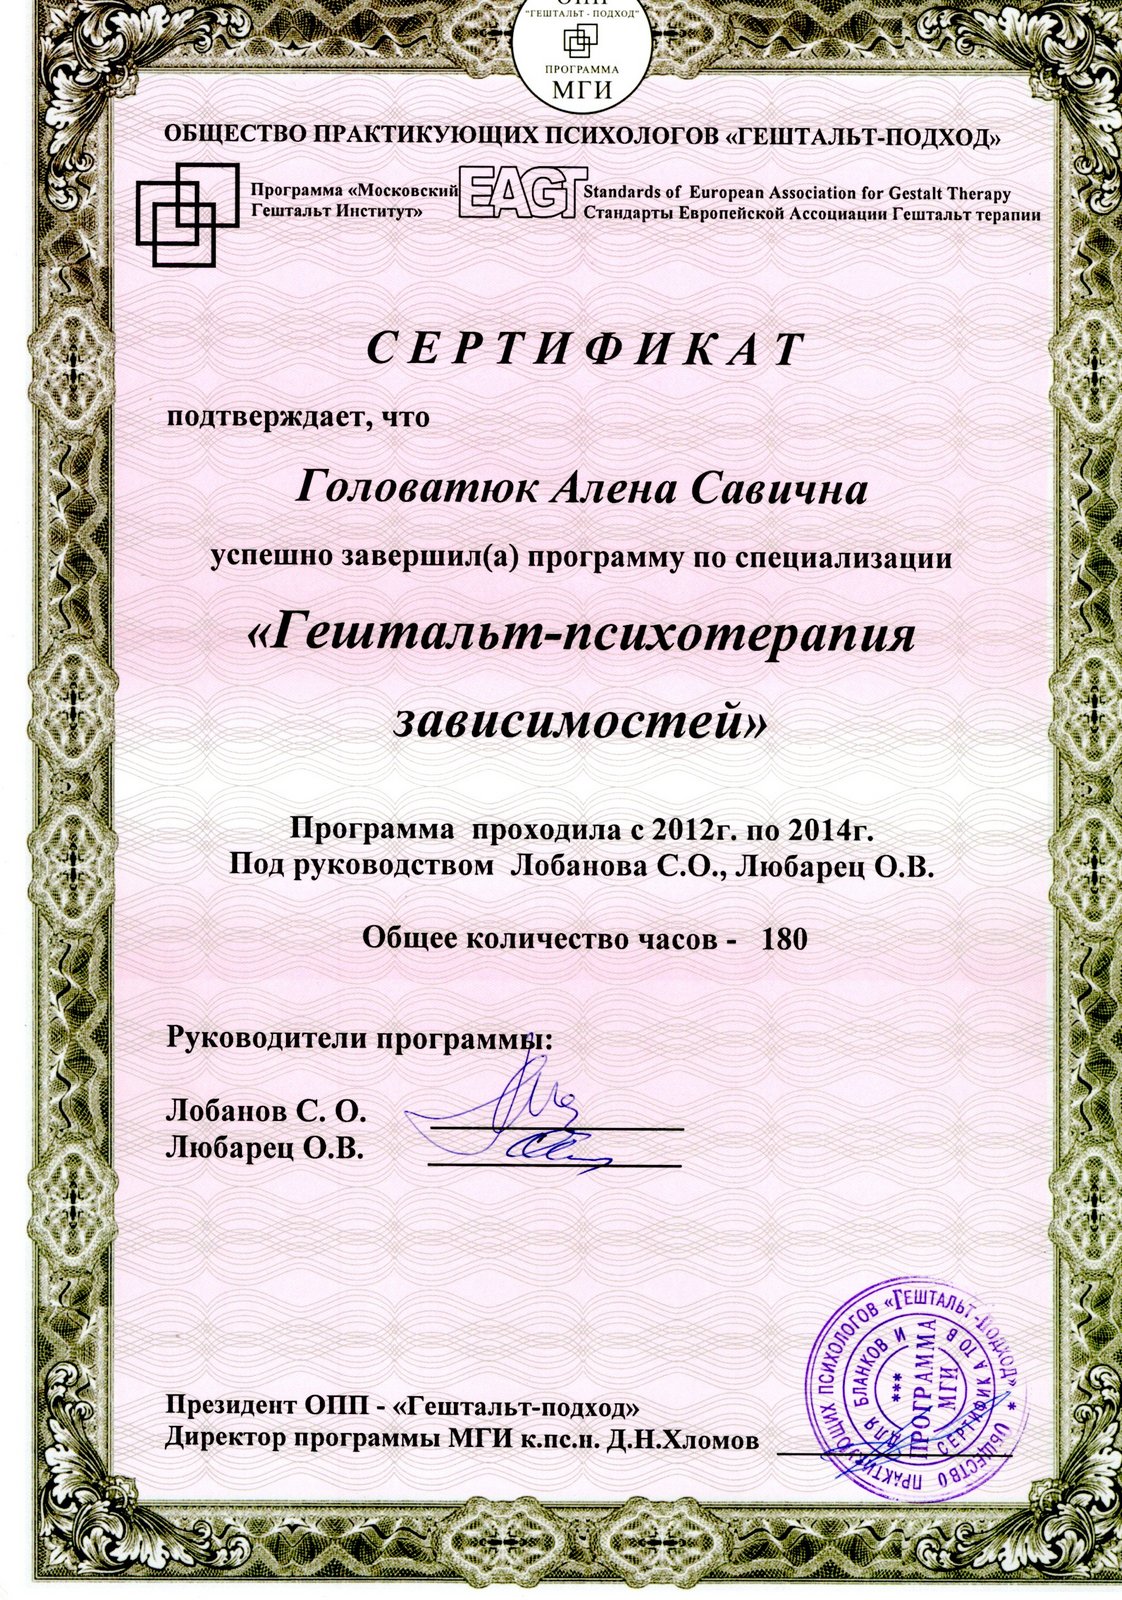 ОПП
"ГЕШТАЛЬТ - ПОДХОД"
ПРОГРАММА
МГИ
ОБЩЕСТВО ПРАКТИКУЮЩИХ ПСИХОЛОГОВ «ГЕШТАЛЬТ-ПОДХОД»
Программа «Московский
Гештальт Институт»
EAGT
Standards of European Association for Gestalt Therapy
Стандарты Европейской Ассоциации Гештальт терапии
СЕРТИФИКАТ
подтверждает, что
Головатюк Алена Савична
успешно завершил(а) программу по специализации
«Гештальт-психотерапия
зависимостей»
Программа проходила с 2012г. по 2014г.
Под руководством Лобанова С.О., Любарец О.В.
Общее количество часов - 180
Руководители программы:
Лобанов С. О.
Любарец О.В.
Президент ОПП - «Гештальт-подход»
Директор программы МГИ к.пс.н. Д.Н.Хломов
* ОБЩЕСТВО ПРАКТИКУЮЩИХ ПСИХОЛОГОВ «ГЕШТАЛЬТ-ПОДХОД»
ДЛЯ БЛАНКОВ И СЕРТИФИКАТОВ
***
ПРОГРАММА
МГИ